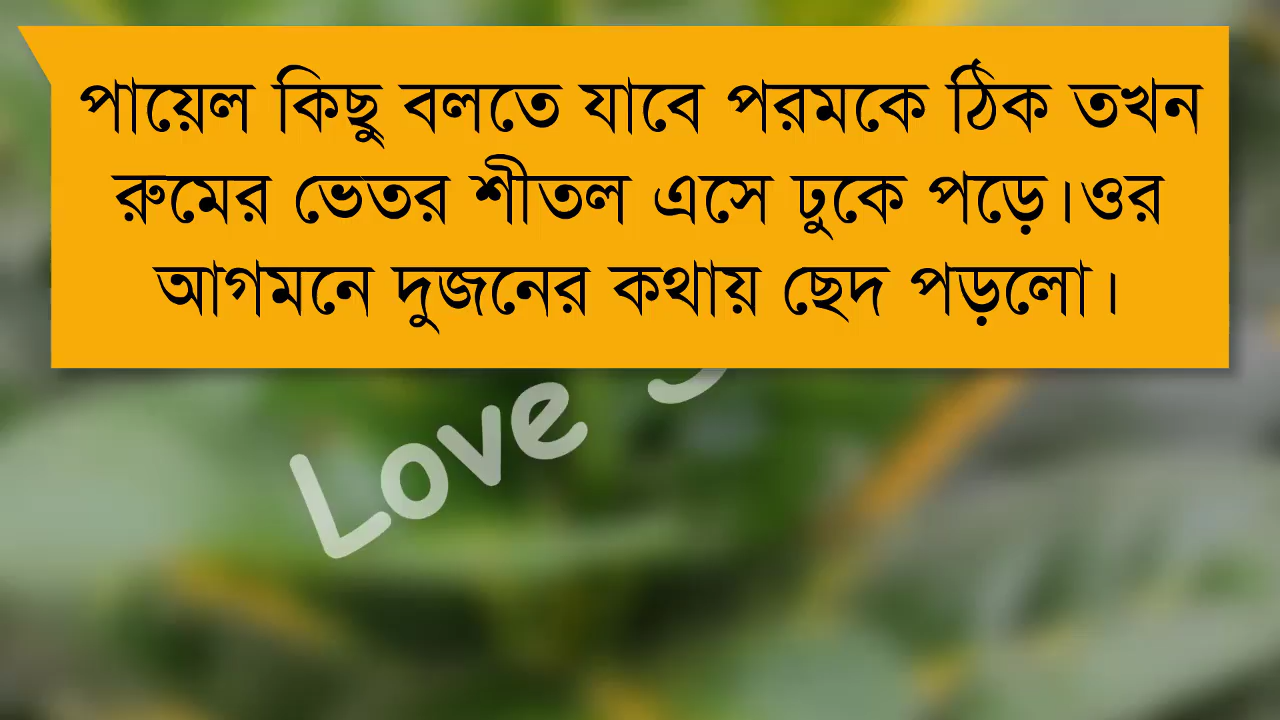 পায়েল কিছু বলতে যাবে পরমকে ঠিক তখন
রুমের ভেতর শীতল এসে ঢুকে পড়ে।ওর
আগমনে দুজনের কথায় ছেদ পড়লো।
Love